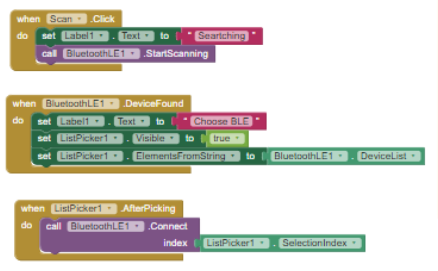 when Scan .Click
do set Label1 . Text to " Seartching "
call BluetoothLE1 .StartScanning
when BluetoothLE1 .DeviceFound
do set Label1 . Text to " Choose BLE "
set ListPicker1 . Visible to true
set ListPicker1 . ElementsFromString to BluetoothLE1 . DeviceList
when ListPicker1 .AfterPicking
do call BluetoothLE1 .Connect
index ListPicker1 . SelectionIndex